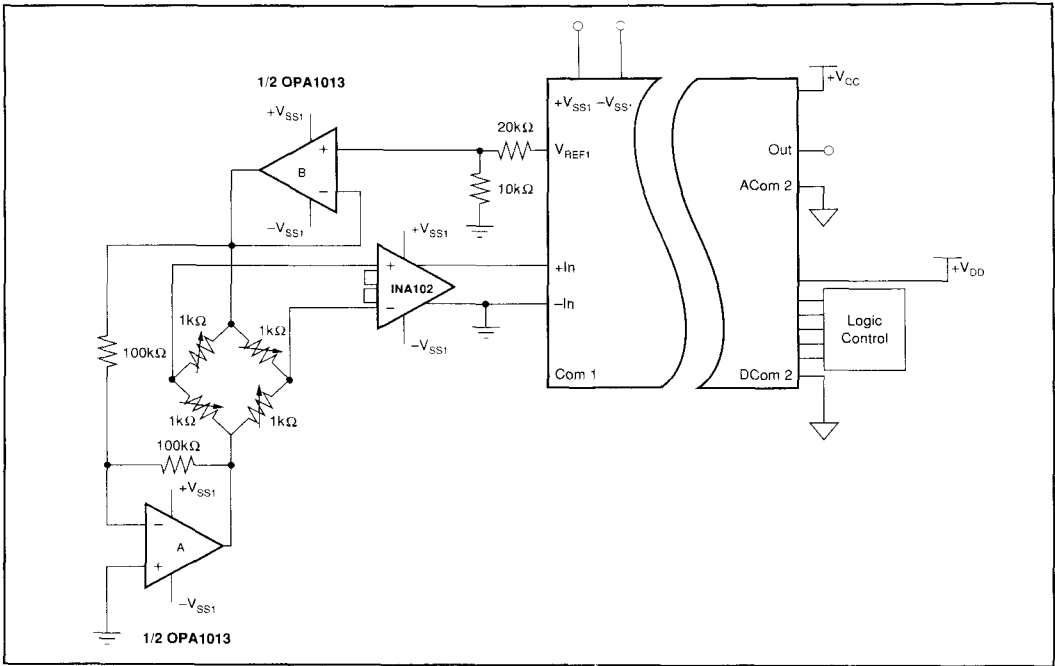 1/2 OPA1013
+VSS1
B
+
−
−VSS1
20kΩ
10kΩ
+VSS1 −VSS1
VREF1
+In
−In
Com 1
+VCC
Out
ACom 2
+VDD
Logic
Control
DCom 2
+VSS1
+
INA102
−
−VSS1
1kΩ
1kΩ
1kΩ
1kΩ
100kΩ
100kΩ
+VSS1
−
A
+
−VSS1
1/2 OPA1013